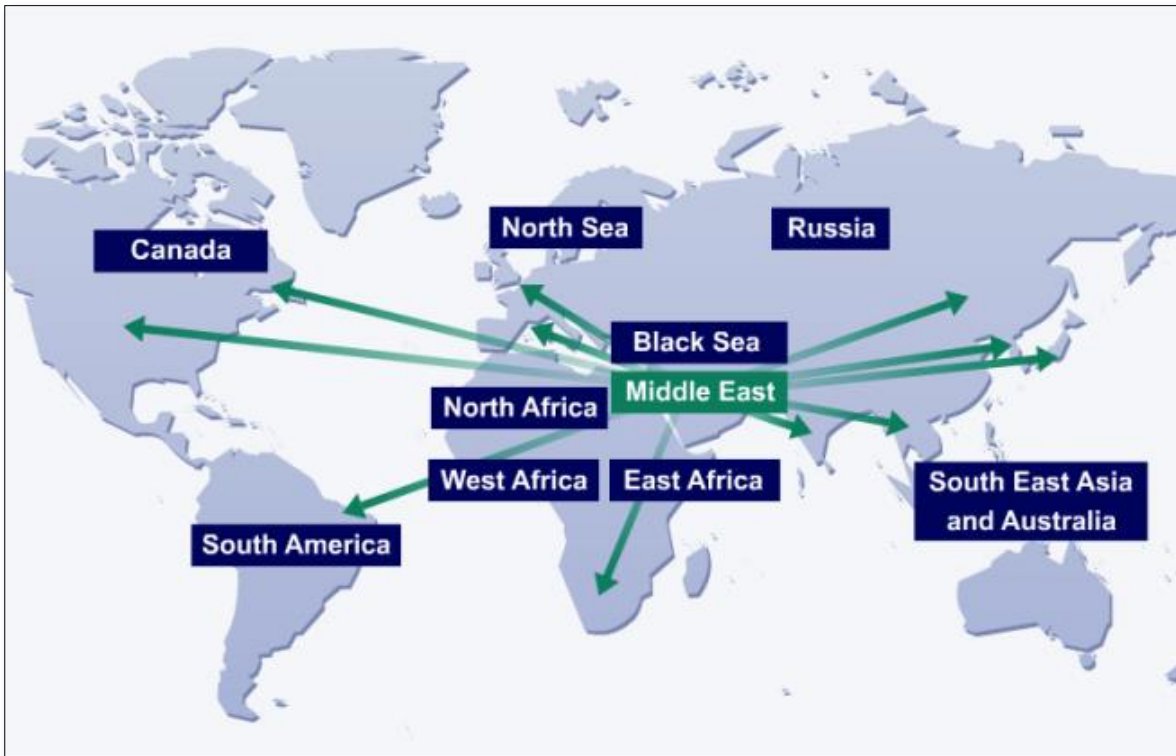 North Sea
Russia
Canada
Black Sea
Middle East
North Africa
West Africa
East Africa
South East Asia
and Australia
South America